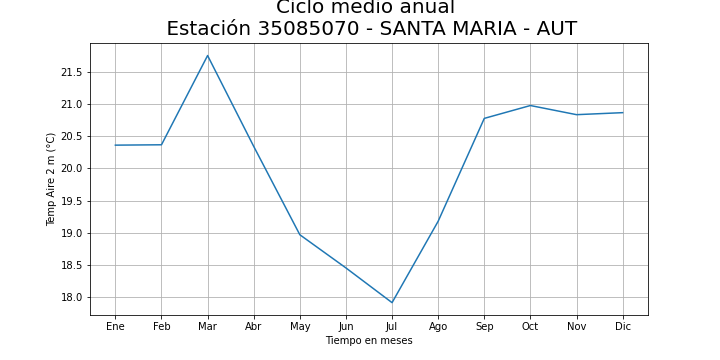 Ciclo medio anual
Estación 35085070 - SANTA MARIA - AUT
Temp Aire 2 m (°C)
21.5
21.0
20.5
20.0
19.5
19.0
18.5
18.0
Ene Feb Mar Abr May Jun Jul Ago Sep Oct Nov Dic
Tiempo en meses